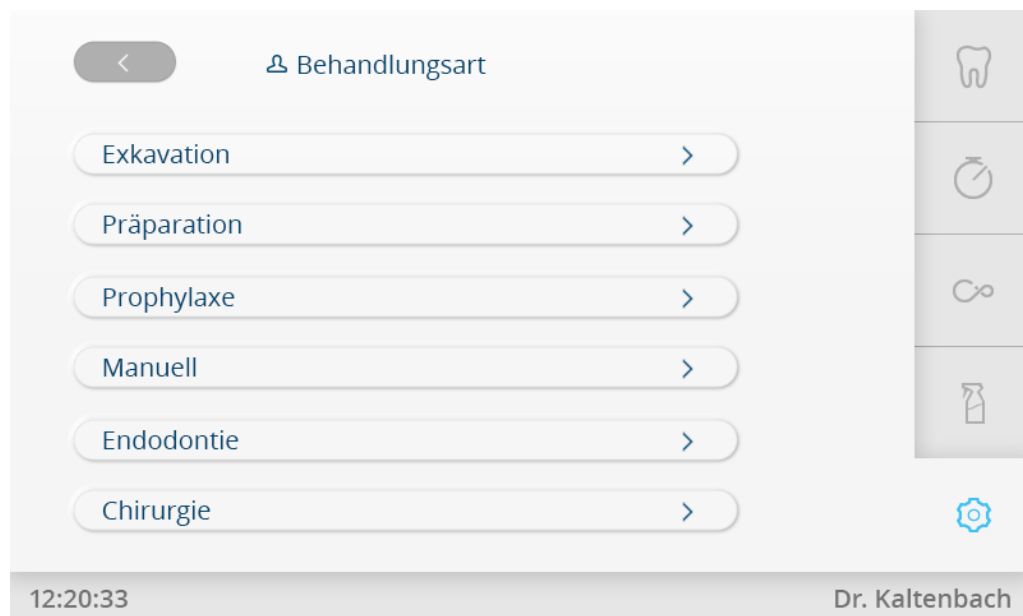 Behandlungsart
Exkavation
Präparation
Prophylaxe
Manuell
Endodontie
Chirurgie
12:20:33
Dr. Kaltenbach